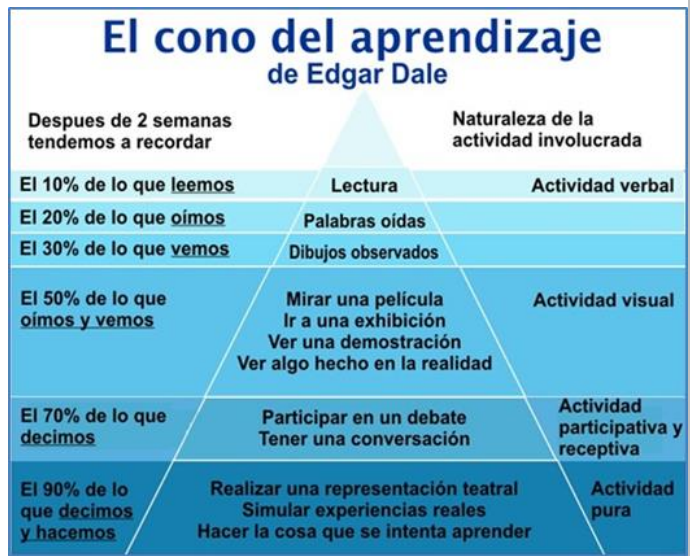 El cono del aprendizaje
de Edgar Dale
Despues de 2 semanas
tendemos a recordar
Naturaleza de la
actividad involucrada
El 10% de lo que leemos
Lectura
Actividad verbal
El 20% de lo que oímos
Palabras oídas
El 30% de lo que vemos
Dibujos observados
El 50% de lo que
oímos y vemos
Mirar una película
Ir a una exhibición
Ver una demostración
Ver algo hecho en la realidad
Actividad visual
El 70% de lo que
decimos
Participar en un debate
Tener una conversación
Actividad
participativa y
receptiva
El 90% de lo
que decimos
y hacemos
Realizar una representación teatral
Simular experiencias reales
Hacer la cosa que se intenta aprender
Actividad
pura